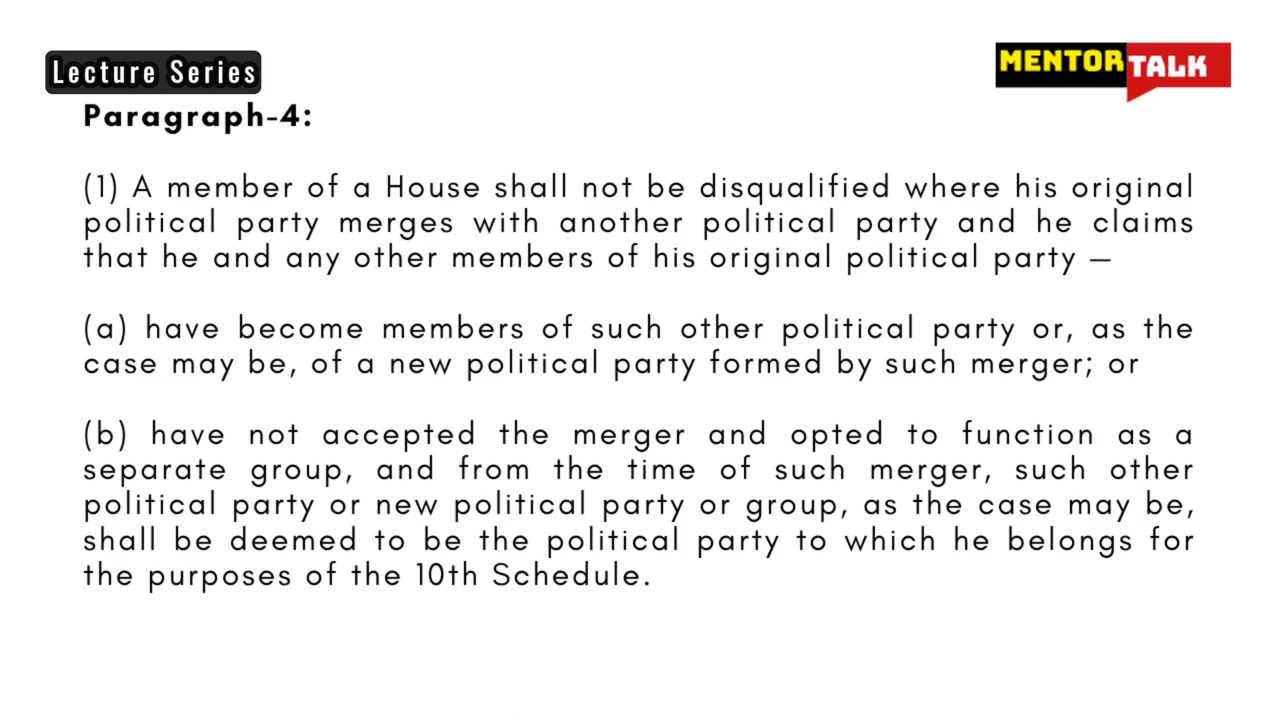 Lecture Series
MENTOR TALK
Paragraph-4:
(1) A member of a House shall not be disqualified where his original
political party merges with another political party and he claims
that he and any other members of his original political party —
(a) have become members of such other political party or, as the
case may be, of a new political party formed by such merger; or
(b) have not accepted the merger and opted to function as a
separate group, and from the time of such merger, such other
political party or new political party or group, as the case may be,
shall be deemed to be the political party to which he belongs for
the purposes of the 10th Schedule.